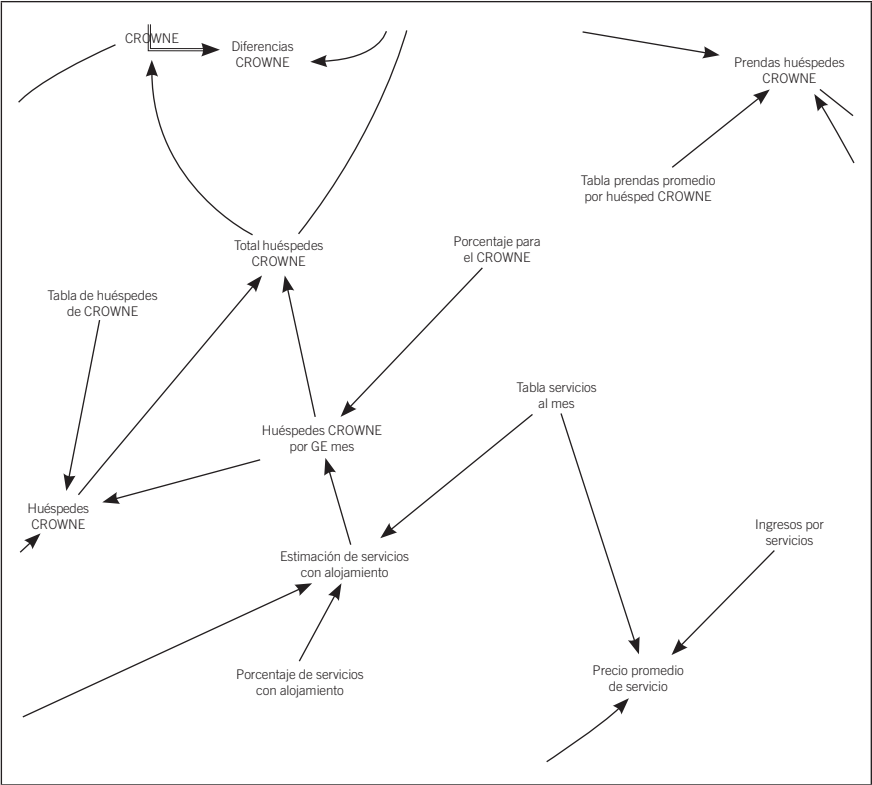 CROWNE
Diferencias
CROWNE
Prendas huéspedes
CROWNE
Tabla prendas promedio
por huésped CROWNE
Total huéspedes
CROWNE
Porcentaje para
el CROWNE
Tabla de huéspedes
de CROWNE
Tabla servicios
al mes
Huéspedes CROWNE
por GE mes
Huéspedes
CROWNE
Ingresos por
servicios
Estimación de servicios
con alojamiento
Porcentaje de servicios
con alojamiento
Precio promedio
de servicio